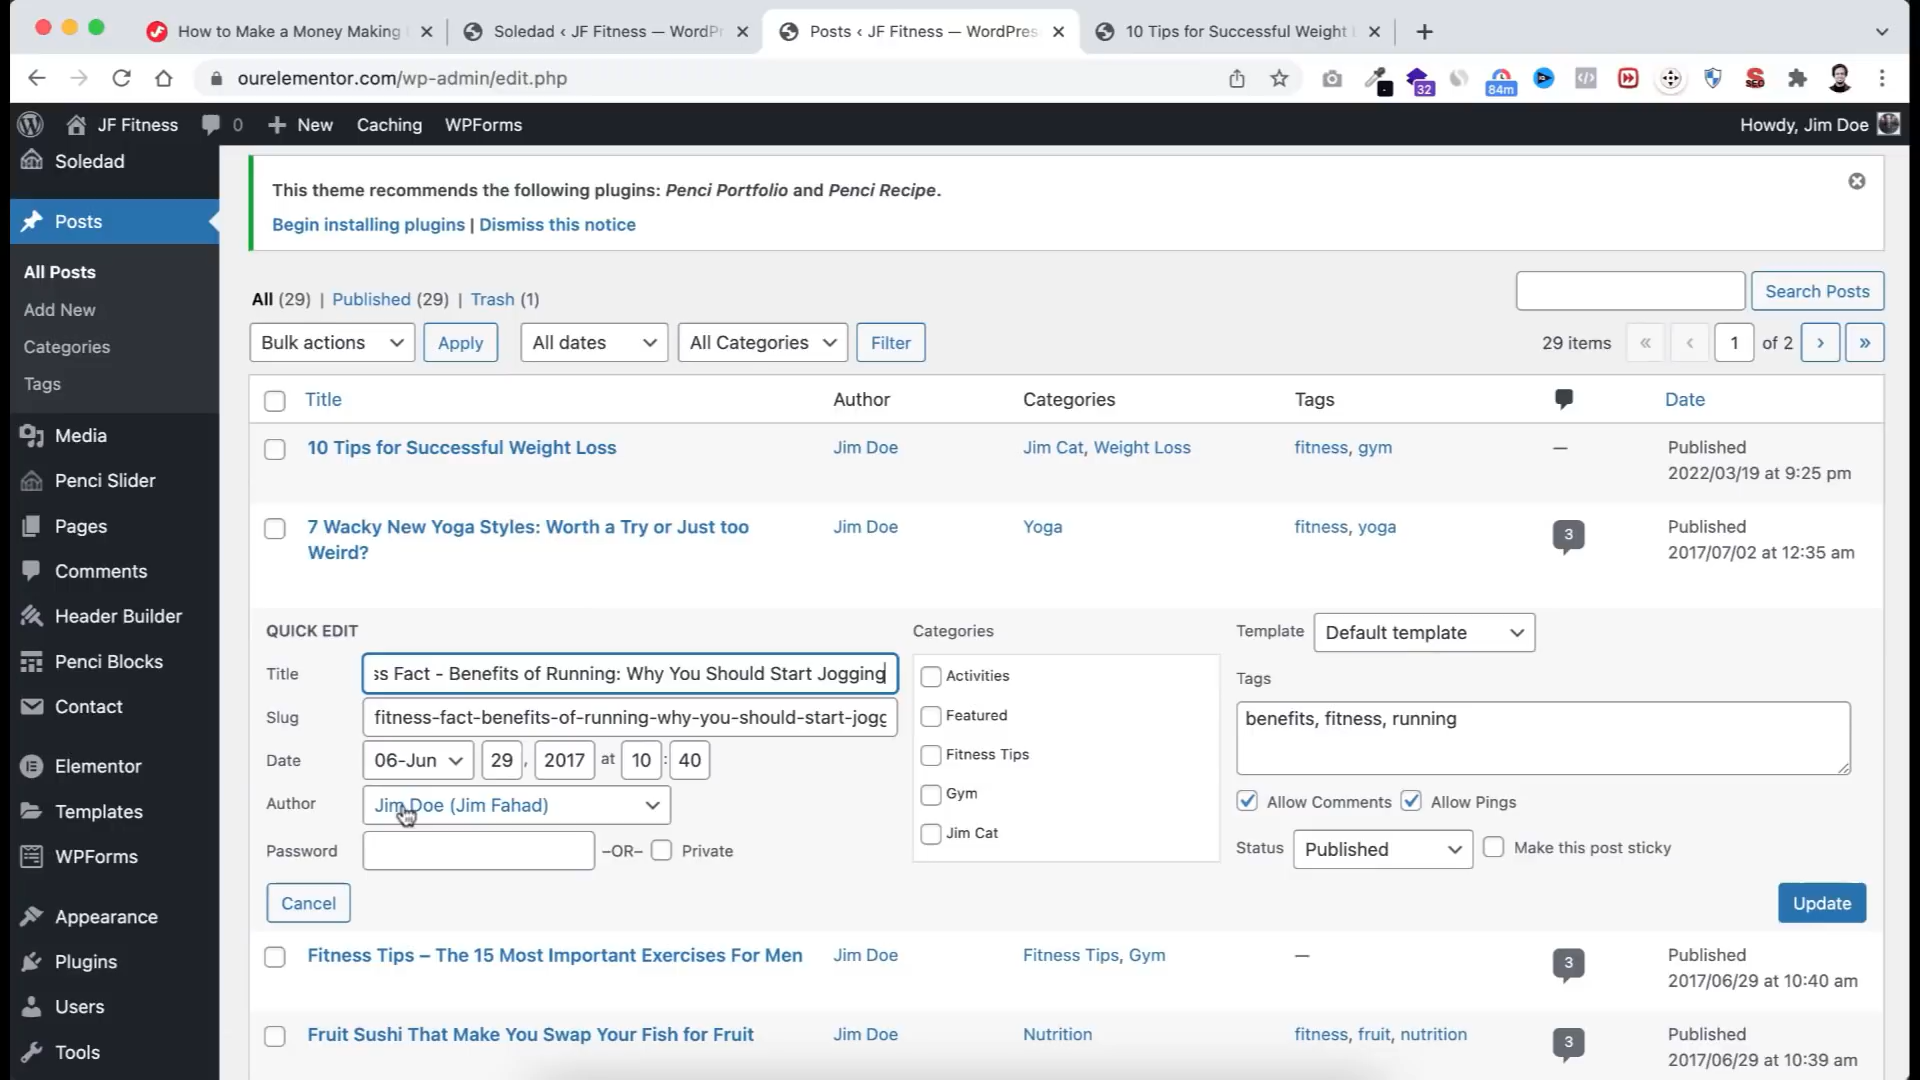 How to Make a Money Making
Soledad ‹ JF Fitness — WordPr
Posts ‹ JF Fitness — WordPres
10 Tips for Successful Weight
ourelementor.com/wp-admin/edit.php
32
84m
SEO
JF Fitness
0
New
Caching
WPForms
Howdy, Jim Doe
Soledad
Posts
All Posts
Add New
Categories
Tags
Media
Penci Slider
Pages
Comments
Header Builder
Penci Blocks
Contact
Elementor
Templates
WPForms
Appearance
Plugins
Users
Tools
This theme recommends the following plugins: Penci Portfolio and Penci Recipe.
Begin installing plugins | Dismiss this notice
All (29) | Published (29) | Trash (1)
Search Posts
Bulk actions
Apply
All dates
All Categories
Filter
29 items
«
‹
1
of 2
›
»
Title
Author
Categories
Tags
Date
10 Tips for Successful Weight Loss
Jim Doe
Jim Cat, Weight Loss
fitness, gym
—
Published
2022/03/19 at 9:25 pm
7 Wacky New Yoga Styles: Worth a Try or Just too
Weird?
Jim Doe
Yoga
fitness, yoga
3
Published
2017/07/02 at 12:35 am
QUICK EDIT
Title
ss Fact - Benefits of Running: Why You Should Start Jogging
Slug
fitness-fact-benefits-of-running-why-you-should-start-jogg
Date
06-Jun
29
,
2017
at
10
:
40
Author
Jim Doe (Jim Fahad)
Password
–OR–
Private
Cancel
Categories
Activities
Featured
Fitness Tips
Gym
Jim Cat
Template
Default template
Tags
benefits, fitness, running
Allow Comments
Allow Pings
Status
Published
Make this post sticky
Update
Fitness Tips – The 15 Most Important Exercises For Men
Jim Doe
Fitness Tips, Gym
—
3
Published
2017/06/29 at 10:40 am
Fruit Sushi That Make You Swap Your Fish for Fruit
Jim Doe
Nutrition
fitness, fruit, nutrition
3
Published
2017/06/29 at 10:39 am